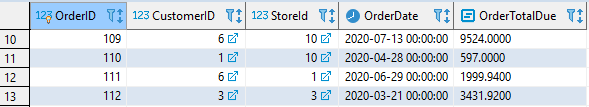 123 OrderID 123 CustomerID 123 StoreId OrderDate OrderTotalDue
10 109 6 10 2020-07-13 00:00:00 9524.0000
11 110 1 10 2020-04-28 00:00:00 597.0000
12 111 6 1 2020-06-29 00:00:00 1999.9400
13 112 3 3 2020-03-21 00:00:00 3431.9200